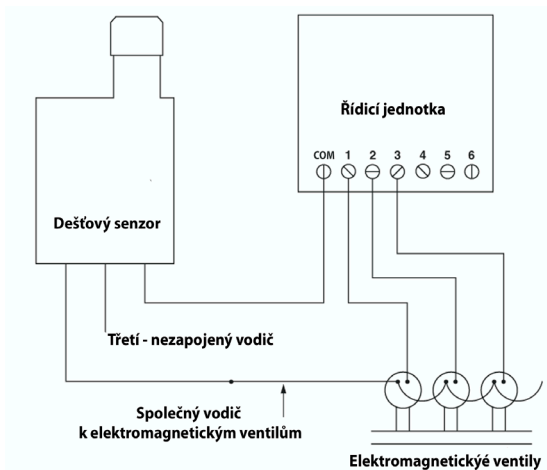 Řídicí jednotka
COM 1 2 3 4 5 6
Dešťový senzor
Třetí - nezapojený vodič
Společný vodič
k elektromagnetickým ventilům
Elektromagnetickýé ventily